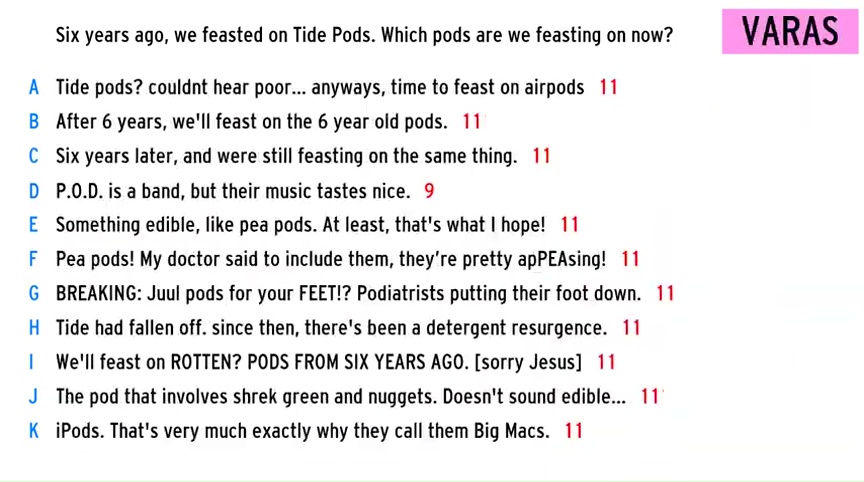 Six years ago, we feasted on Tide Pods. Which pods are we feasting on now?
VARAS
A Tide pods? couldnt hear poor... anyways, time to feast on airpods 11
B After 6 years, we'll feast on the 6 year old pods. 11
C Six years later, and were still feasting on the same thing. 11
D P.O.D. is a band, but their music tastes nice. 9
E Something edible, like pea pods. At least, that's what I hope! 11
F Pea pods! My doctor said to include them, they're pretty apPEAsing! 11
G BREAKING: Juul pods for your FEET!? Podiatrists putting their foot down. 11
H Tide had fallen off. since then, there's been a detergent resurgence. 11
I We'll feast on ROTTEN? PODS FROM SIX YEARS AGO. [sorry Jesus] 11
J The pod that involves shrek green and nuggets. Doesn't sound edible... 11
K iPods. That's very much exactly why they call them Big Macs. 11